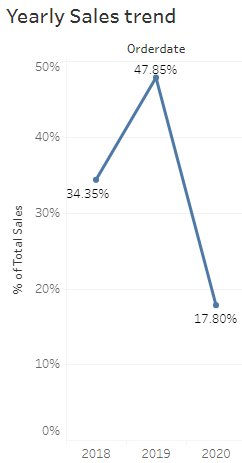 Yearly Sales trend
Orderdate
50%
47.85%
40%
34.35%
30%
20%
17.80%
10%
0%
% of Total Sales
2018 2019 2020